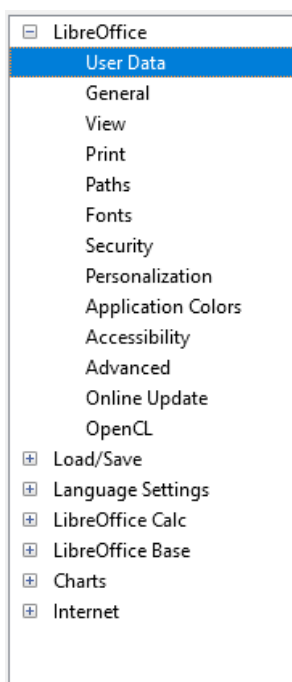 LibreOffice
User Data
General
View
Print
Paths
Fonts
Security
Personalization
Application Colors
Accessibility
Advanced
Online Update
OpenCL
Load/Save
Language Settings
LibreOffice Calc
LibreOffice Base
Charts
Internet